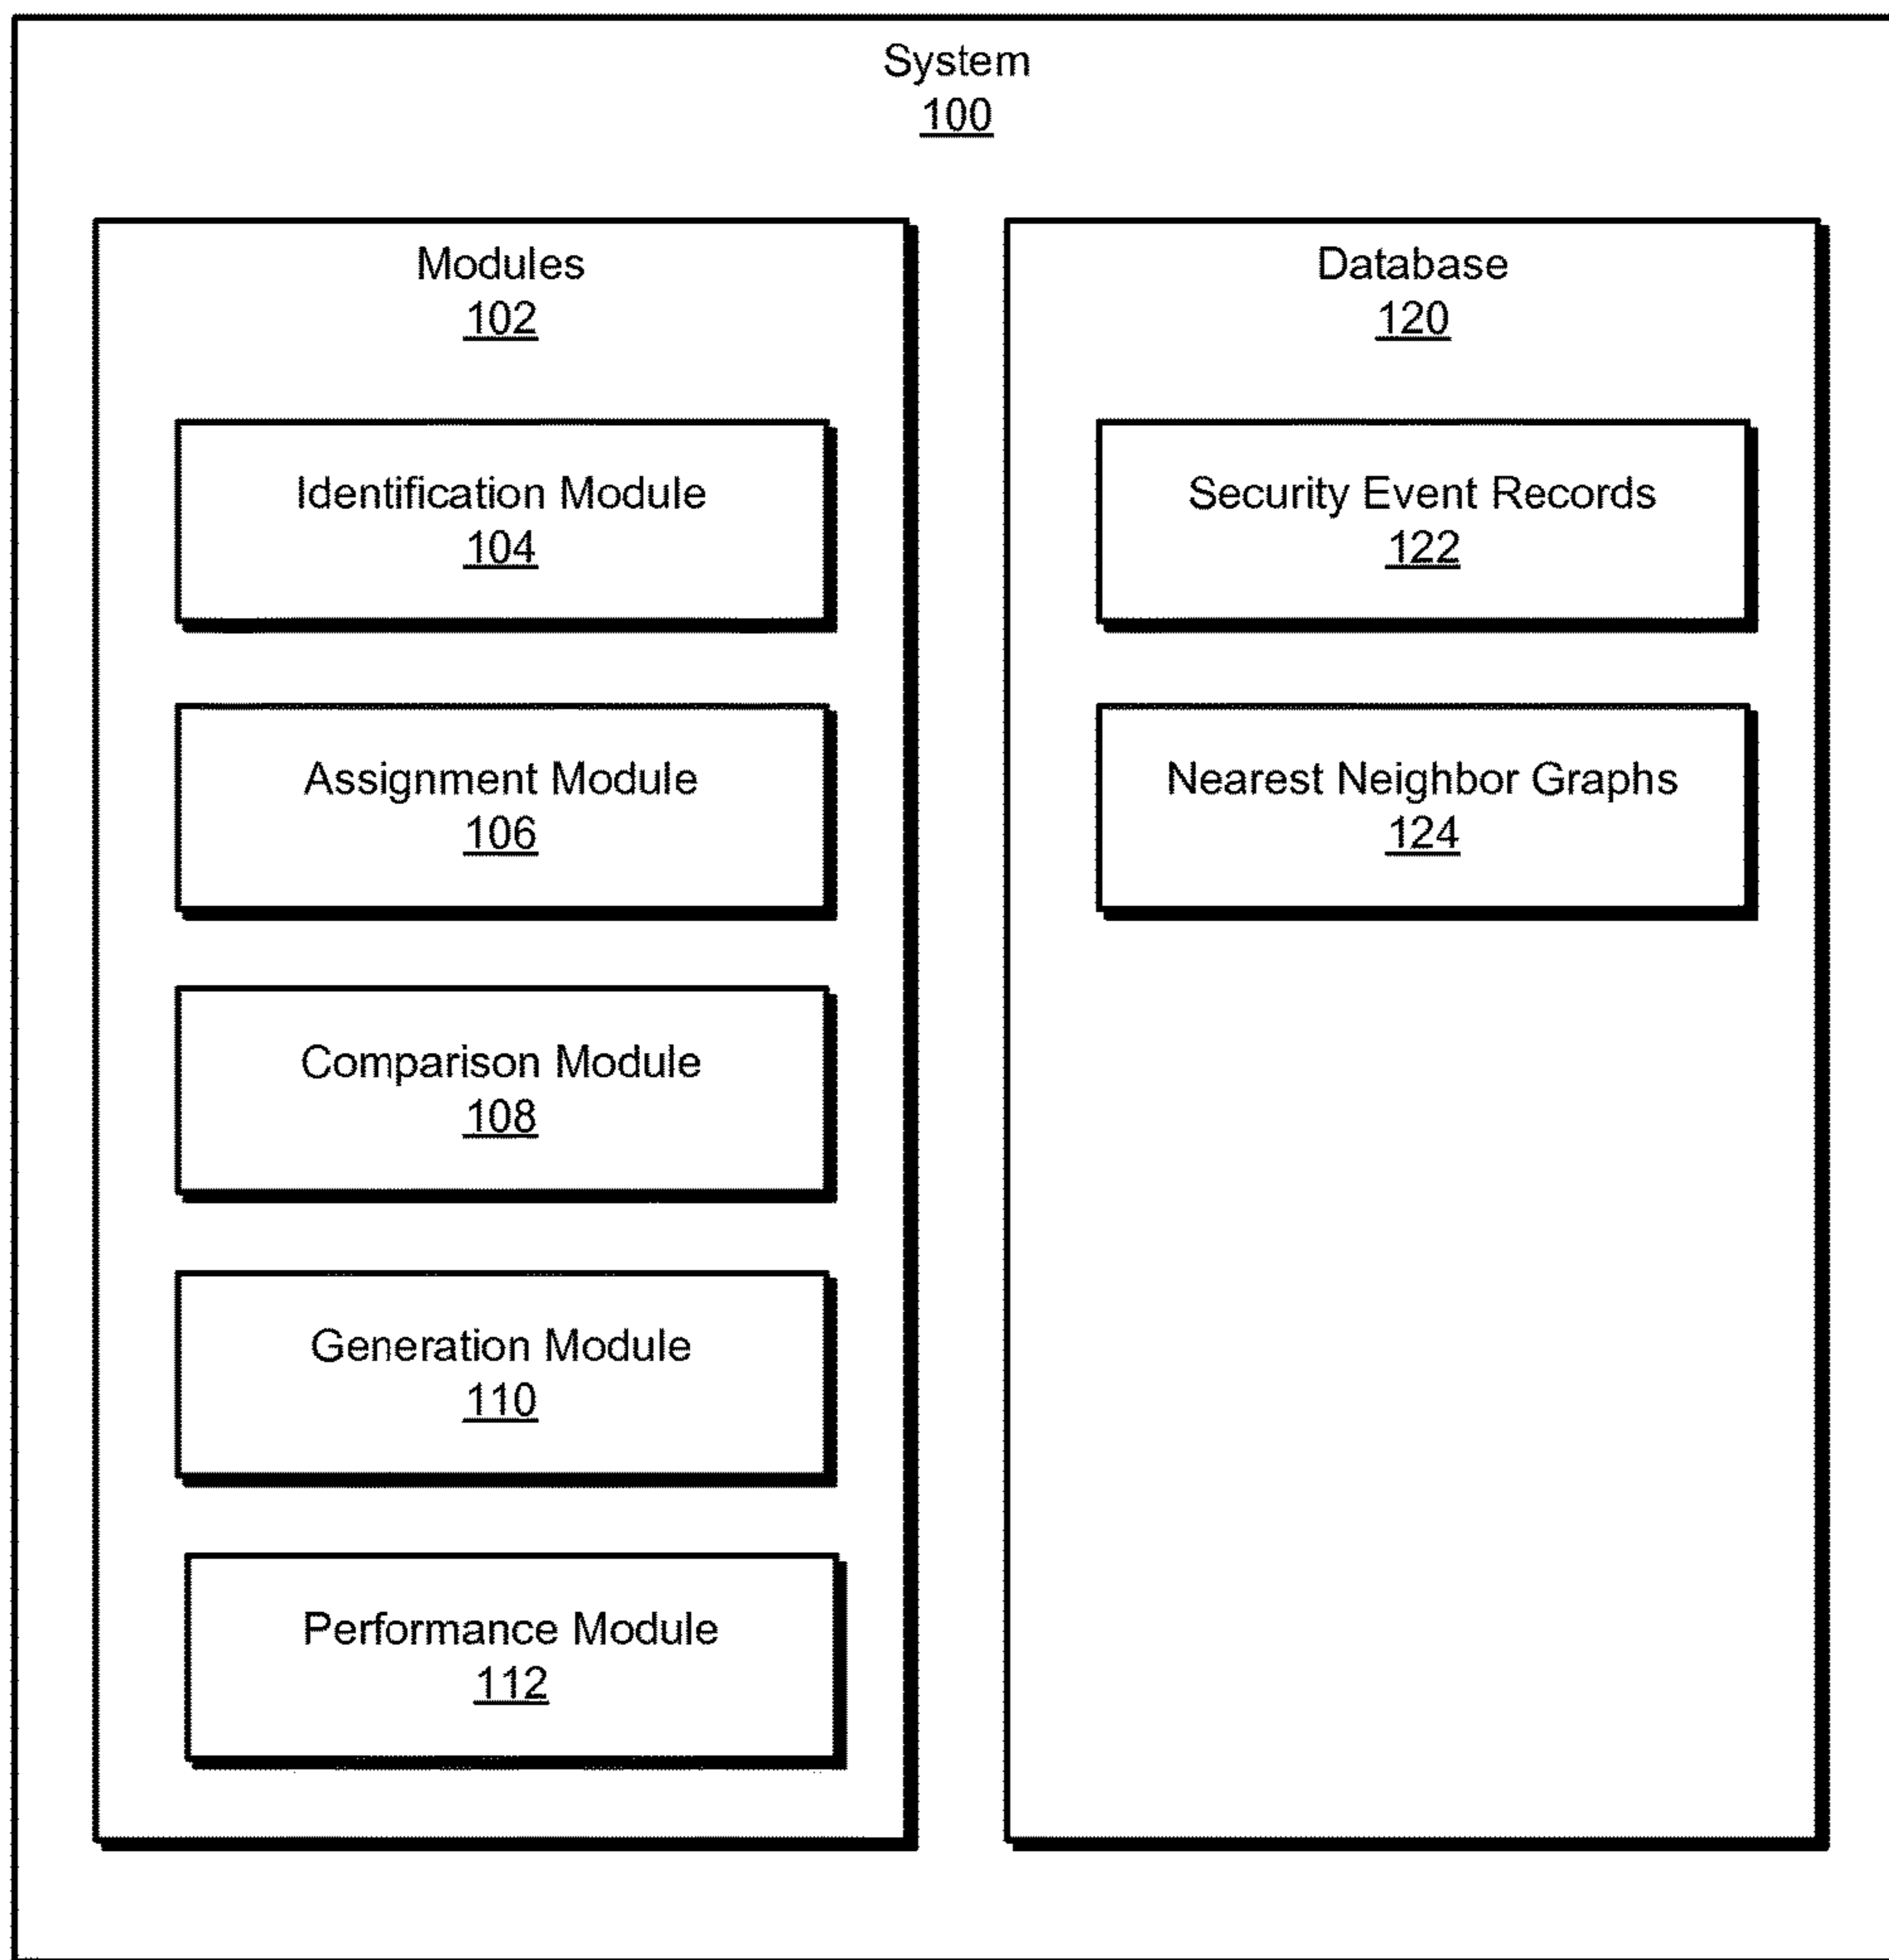 System
100
Modules
102
Identification Module
104
Assignment Module
106
Comparison Module
108
Generation Module
110
Performance Module
112
Database
120
Security Event Records
122
Nearest Neighbor Graphs
124